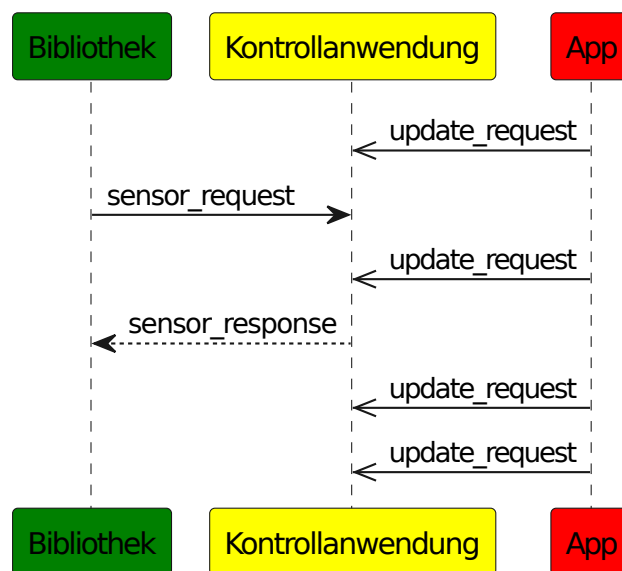 Bibliothek
Kontrollanwendung
App
update_request
sensor_request
update_request
sensor_response
update_request
update_request
Bibliothek
Kontrollanwendung
App